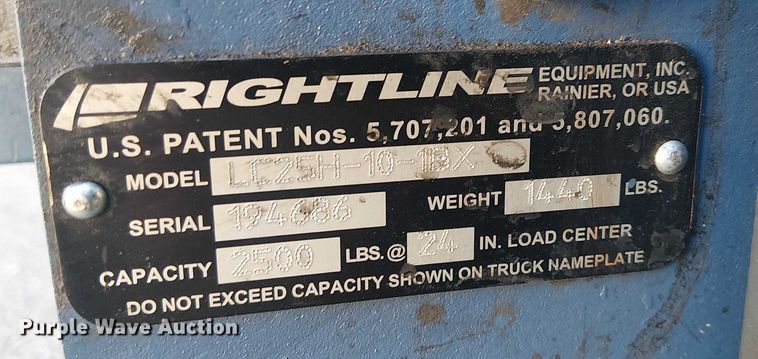 RIGHTLINE EQUIPMENT, INC.
RAINIER, OR USA
U.S. PATENT Nos. 5,707,201 and 5,807,060.
MODEL LC25H-10-1BX
SERIAL 194686 WEIGHT 1440 LBS.
CAPACITY 2500 LBS.@ 24 IN. LOAD CENTER
DO NOT EXCEED CAPACITY SHOWN ON TRUCK NAMEPLATE
Purple Wave Auction